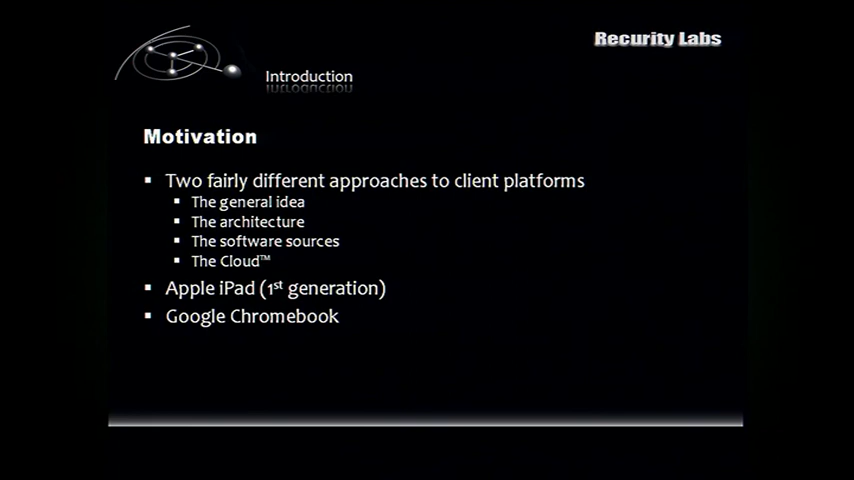 Recurity Labs
Introduction
Motivation
Two fairly different approaches to client platforms
The general idea
The architecture
The software sources
The Cloud™
Apple iPad (1st generation)
Google Chromebook